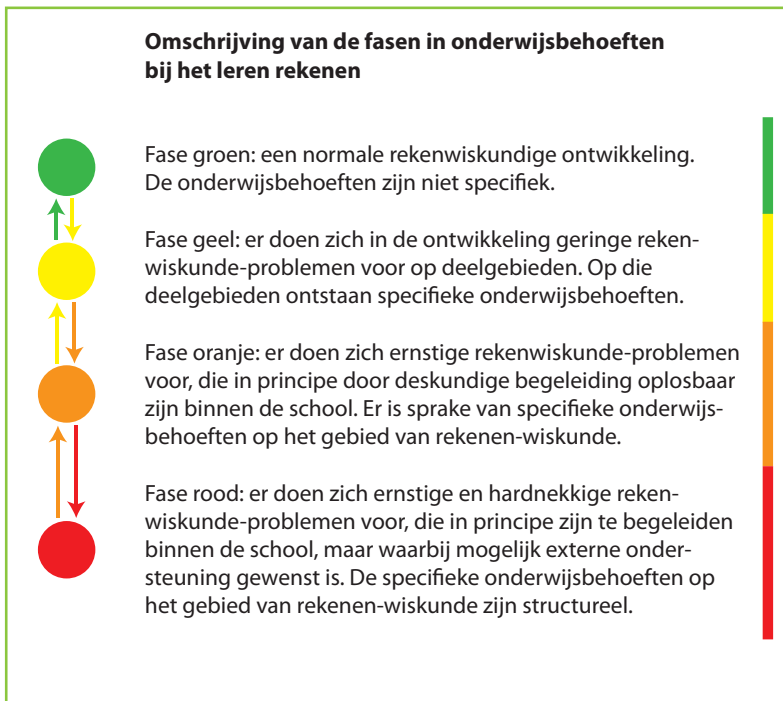 Omschrijving van de fasen in onderwijsbehoeften
bij het leren rekenen
Fase groen: een normale rekenwiskundige ontwikkeling.
De onderwijsbehoeften zijn niet specifiek.
Fase geel: er doen zich in de ontwikkeling geringe reken-
wiskunde-problemen voor op deelgebieden. Op die
deelgebieden ontstaan specifieke onderwijsbehoeften.
Fase oranje: er doen zich ernstige rekenwiskunde-problemen
voor, die in principe door deskundige begeleiding oplosbaar
zijn binnen de school. Er is sprake van specifieke onderwijs-
behoeften op het gebied van rekenen-wiskunde.
Fase rood: er doen zich ernstige en hardnekkige reken-
wiskunde-problemen voor, die in principe zijn te begeleiden
binnen de school, maar waarbij mogelijk externe onder-
steuning gewenst is. De specifieke onderwijsbehoeften op
het gebied van rekenen-wiskunde zijn structureel.